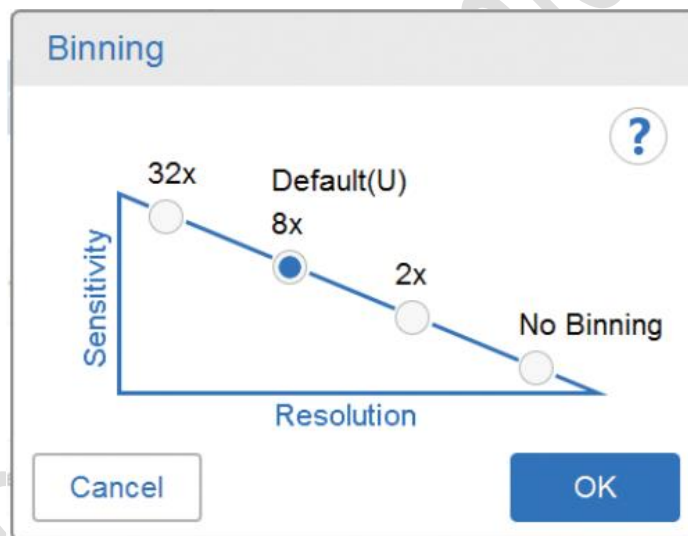 Binning
?
32x
Default(U)
8x
2x
No Binning
Sensitivity
Resolution
Cancel
OK